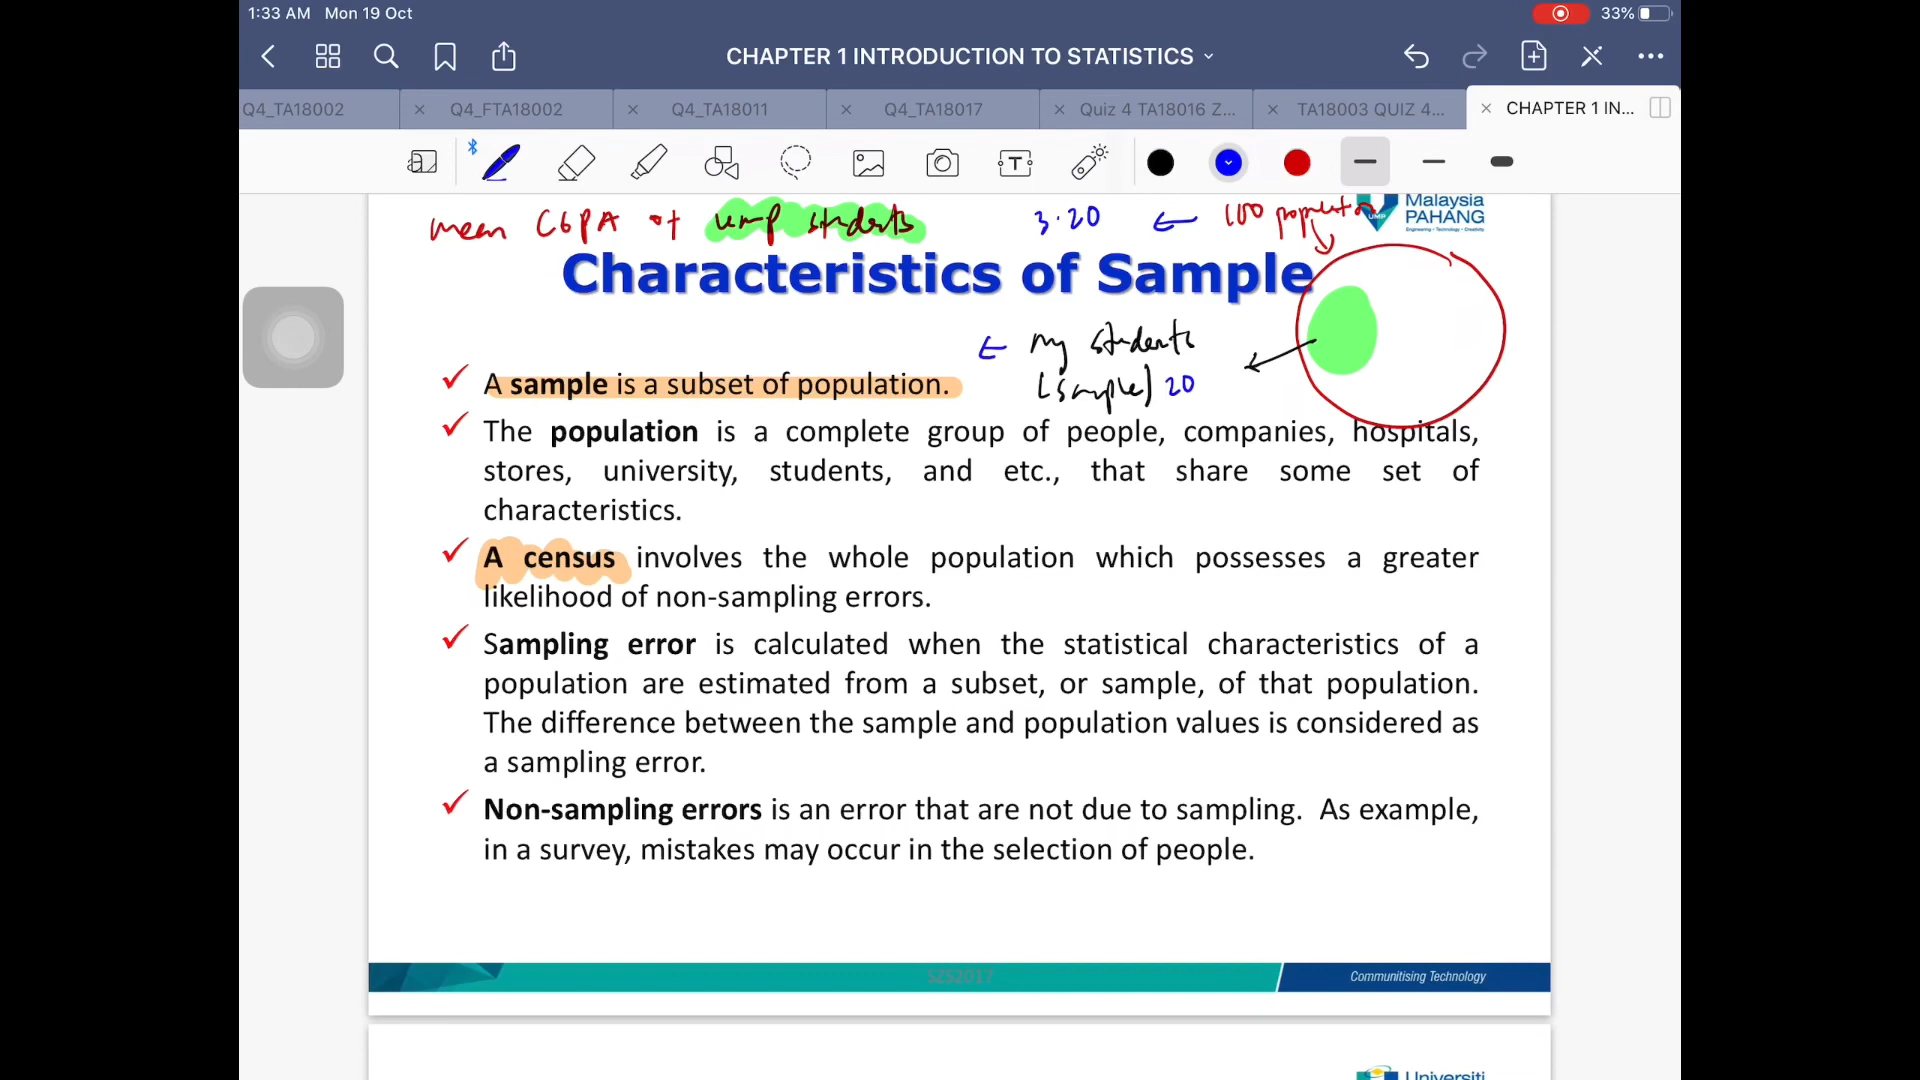 1:33 AM Mon 19 Oct
33%
CHAPTER 1 INTRODUCTION TO STATISTICS
Q4_TA18002
Q4_FTA18002
Q4_TA18011
Q4_TA18017
Quiz 4 TA18016 Z...
TA18003 QUIZ 4...
CHAPTER 1 IN...
Malaysia
PAHANG
Engineering • Technology • Creativity
UMP
mean CGPA of ump students 3.20 ← 100 population
Characteristics of Sample
← my students
(sample) 20
✓ A sample is a subset of population.
✓ The population is a complete group of people, companies, hospitals,
stores, university, students, and etc., that share some set of
characteristics.
✓ A census involves the whole population which possesses a greater
likelihood of non-sampling errors.
✓ Sampling error is calculated when the statistical characteristics of a
population are estimated from a subset, or sample, of that population.
The difference between the sample and population values is considered as
a sampling error.
✓ Non-sampling errors is an error that are not due to sampling. As example,
in a survey, mistakes may occur in the selection of people.
SZS2017
Communitising Technology
Universiti